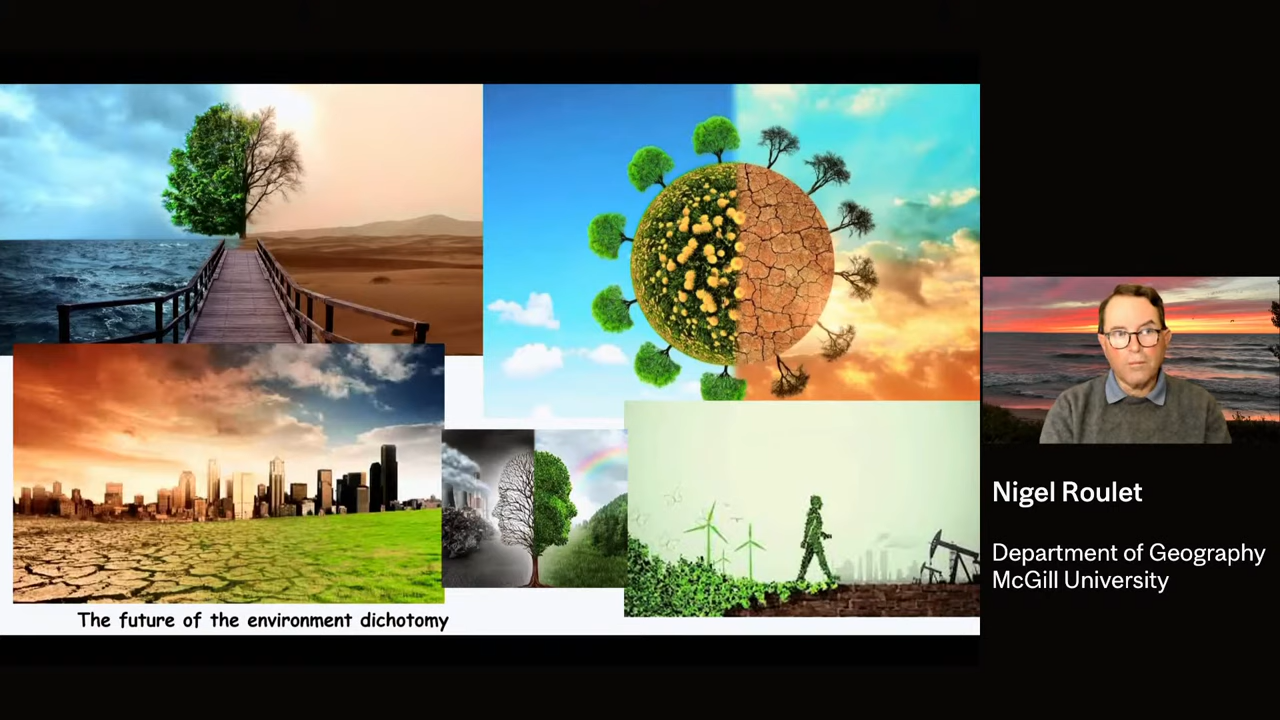 The future of the environment dichotomy
Nigel Roulet
Department of Geography
McGill University